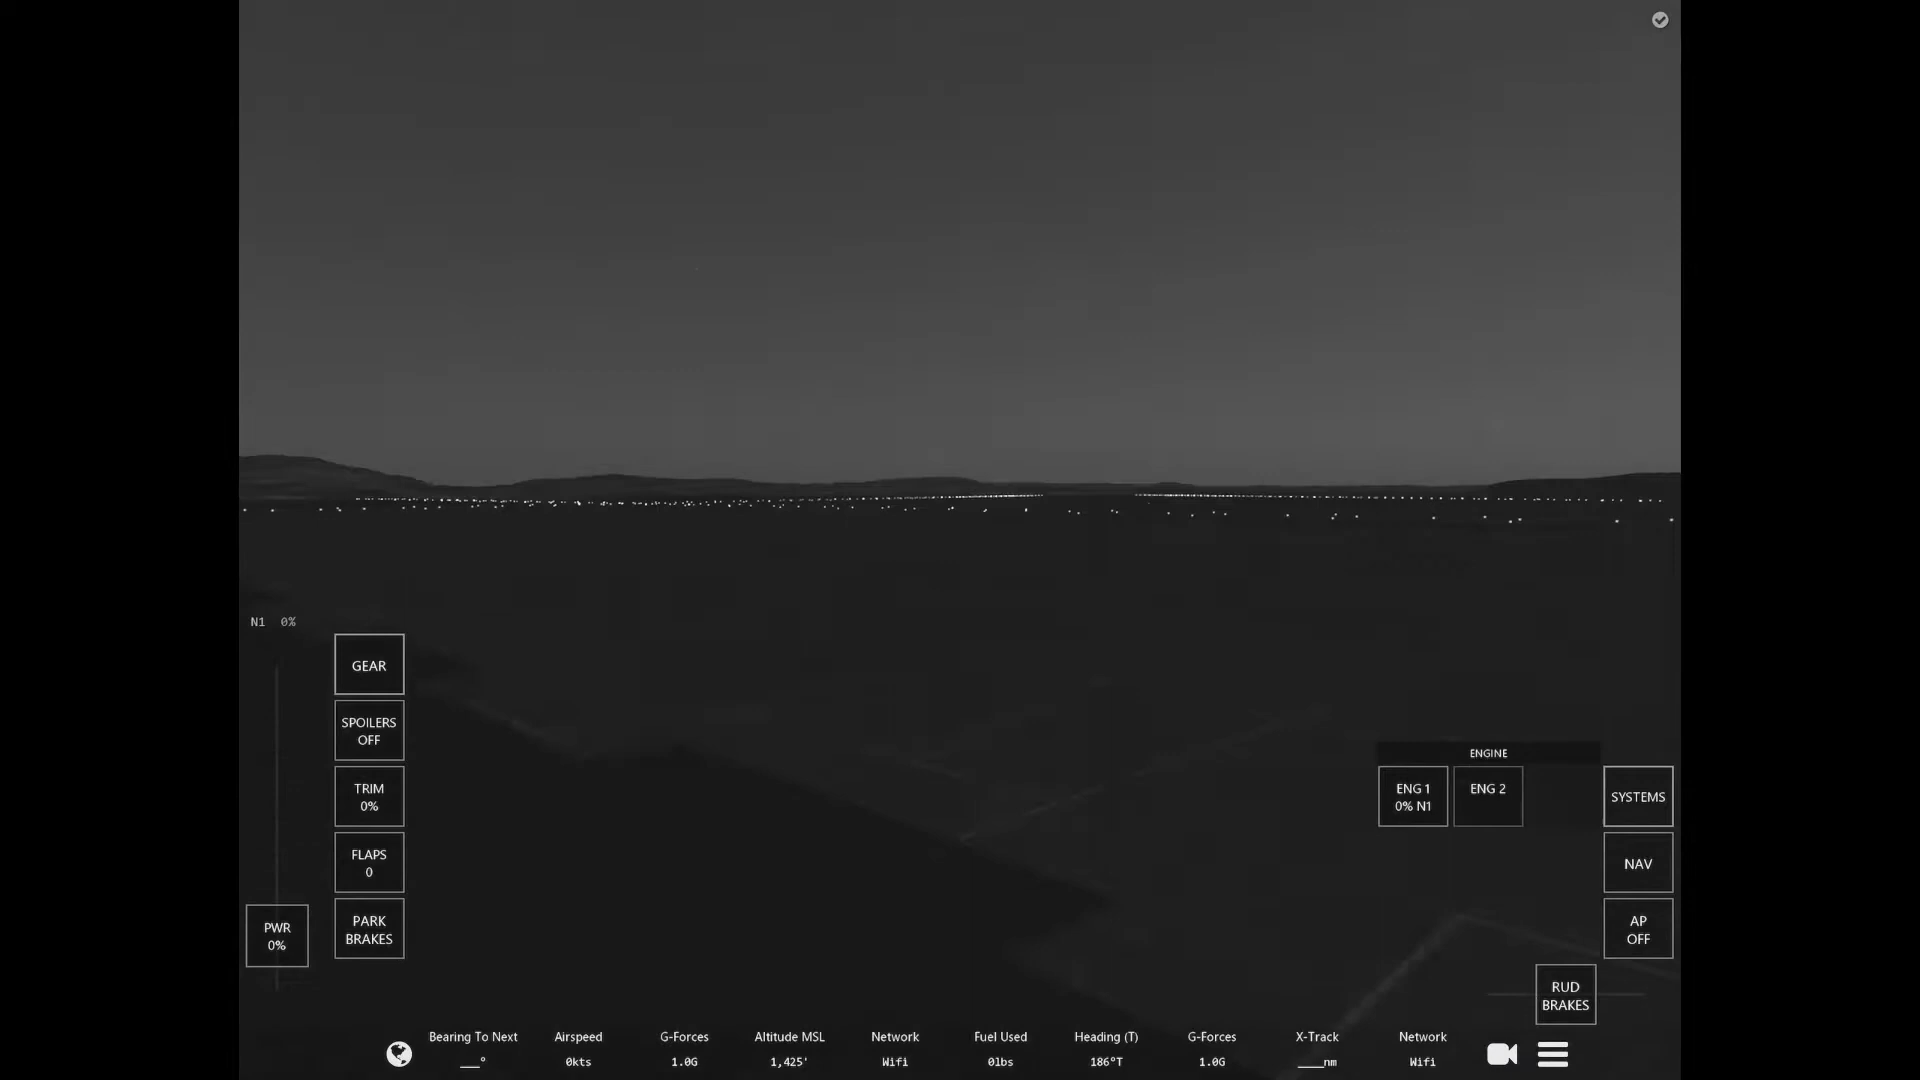 N1 0%
GEAR
SPOILERS
OFF
TRIM
0%
FLAPS
0
PARK
BRAKES
PWR
0%
ENGINE
ENG 1
0% N1
ENG 2
SYSTEMS
NAV
AP
OFF
RUD
BRAKES
Bearing To Next Airspeed G-Forces Altitude MSL Network Fuel Used Heading (T) G-Forces X-Track Network
___° 0kts 1.0G 1,425' Wifi 0lbs 186°T 1.0G ____nm Wifi